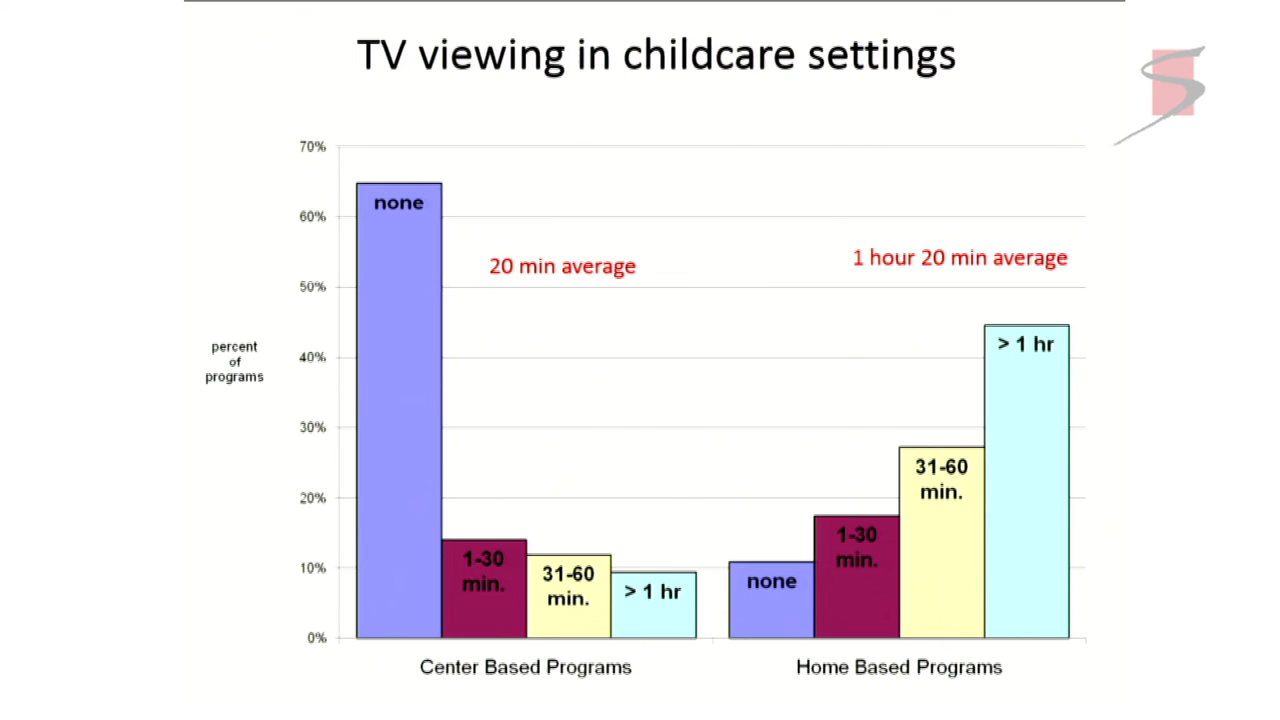 TV viewing in childcare settings
70%
60%
50%
40%
30%
20%
10%
0%
percent
of
programs
none
1-30
min.
31-60
min.
> 1 hr
20 min average
none
1-30
min.
31-60
min.
> 1 hr
1 hour 20 min average
Center Based Programs
Home Based Programs